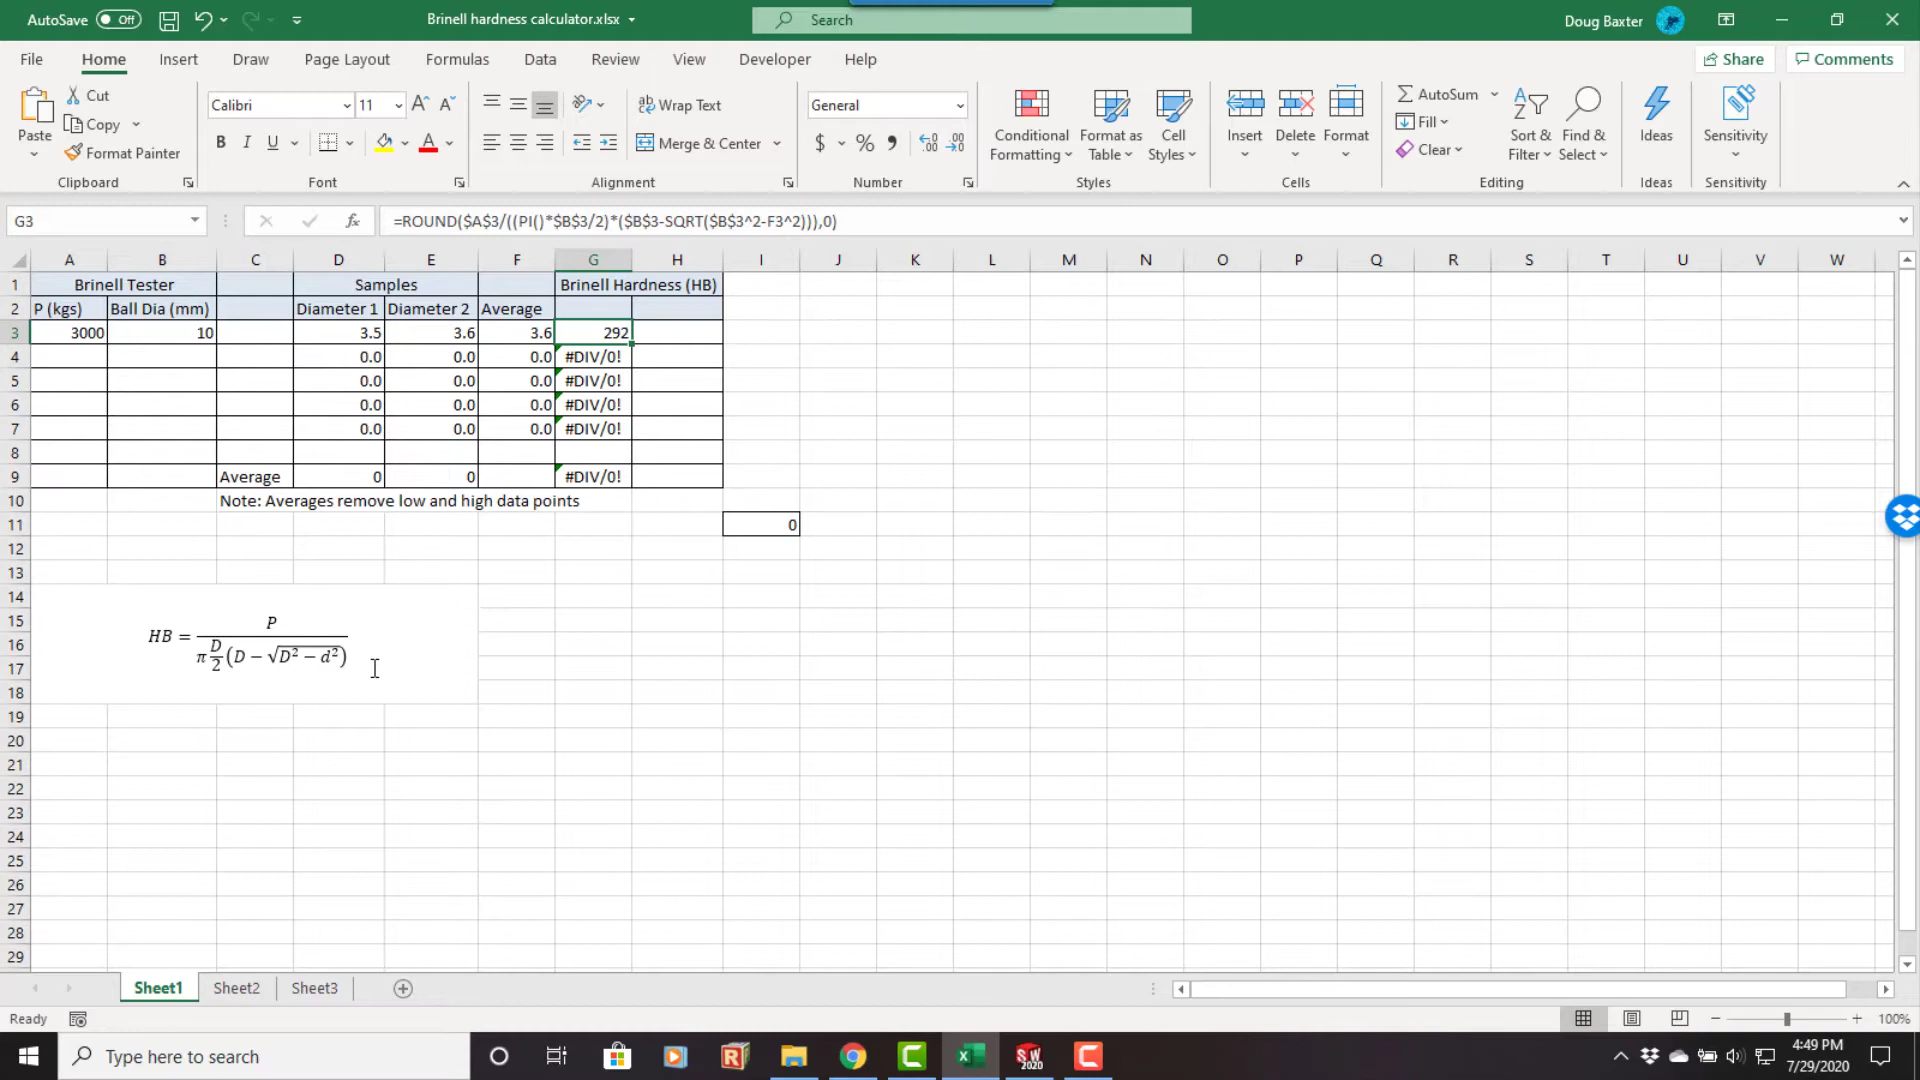 AutoSave Off
Brinell hardness calculator.xlsx
Search
Doug Baxter
File Home Insert Draw Page Layout Formulas Data Review View Developer Help
Share Comments
Paste
Cut
Copy
Format Painter
Clipboard
Calibri 11
B I U
Font
Wrap Text
Merge & Center
Alignment
General
$ % ,
Number
Conditional Formatting
Format as Table
Cell Styles
Styles
Insert Delete Format
Cells
AutoSum
Fill
Clear
Sort & Filter
Find & Select
Editing
Ideas
Ideas
Sensitivity
Sensitivity
G3 fx =ROUND($A$3/((PI()*$B$3/2)*($B$3-SQRT($B$3^2-F3^2))),0)
A B C D E F G H I J K L M N O P Q R S T U V W
1 Brinell Tester Samples Brinell Hardness (HB)
2 P (kgs) Ball Dia (mm) Diameter 1 Diameter 2 Average
3 3000 10 3.5 3.6 3.6 292
4 0.0 0.0 0.0 #DIV/0!
5 0.0 0.0 0.0 #DIV/0!
6 0.0 0.0 0.0 #DIV/0!
7 0.0 0.0 0.0 #DIV/0!
8
9 Average 0 0 #DIV/0!
10 Note: Averages remove low and high data points
11 0
12
13
14
15
16
17
18
HB = P / π D/2 (D − √D² − d²)
19
20
21
22
23
24
25
26
27
28
29
Sheet1 Sheet2 Sheet3
Ready
100%
Type here to search
SW 2020
4:49 PM
7/29/2020